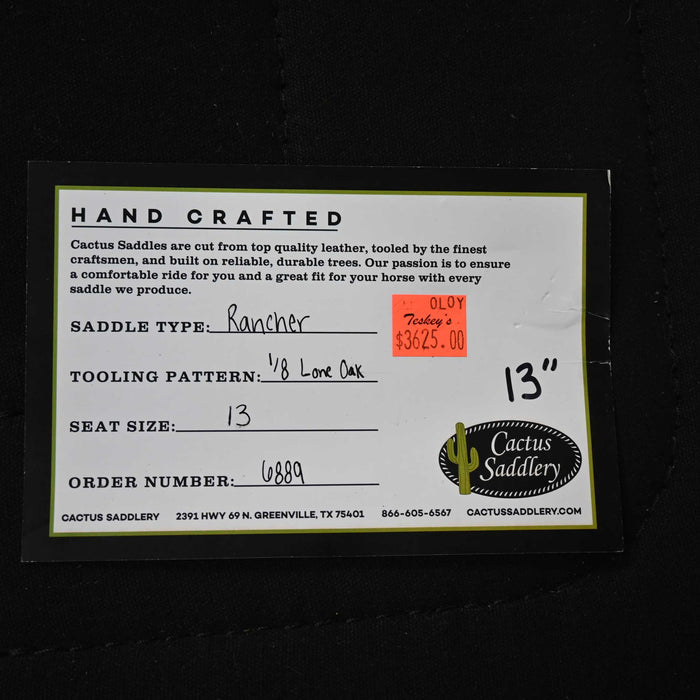 HAND CRAFTED
Cactus Saddles are cut from top quality leather, tooled by the finest
craftsmen, and built on reliable, durable trees. Our passion is to ensure
a comfortable ride for you and a great fit for your horse with every
saddle we produce.
SADDLE TYPE: Rancher
OLOY
Teskey's
$3625.00
TOOLING PATTERN: 1/8 Lone Oak
13"
SEAT SIZE: 13
Cactus
Saddlery
ORDER NUMBER: 6889
CACTUS SADDLERY 2391 HWY 69 N. GREENVILLE, TX 75401 866-605-6567 CACTUSSADDLERY.COM